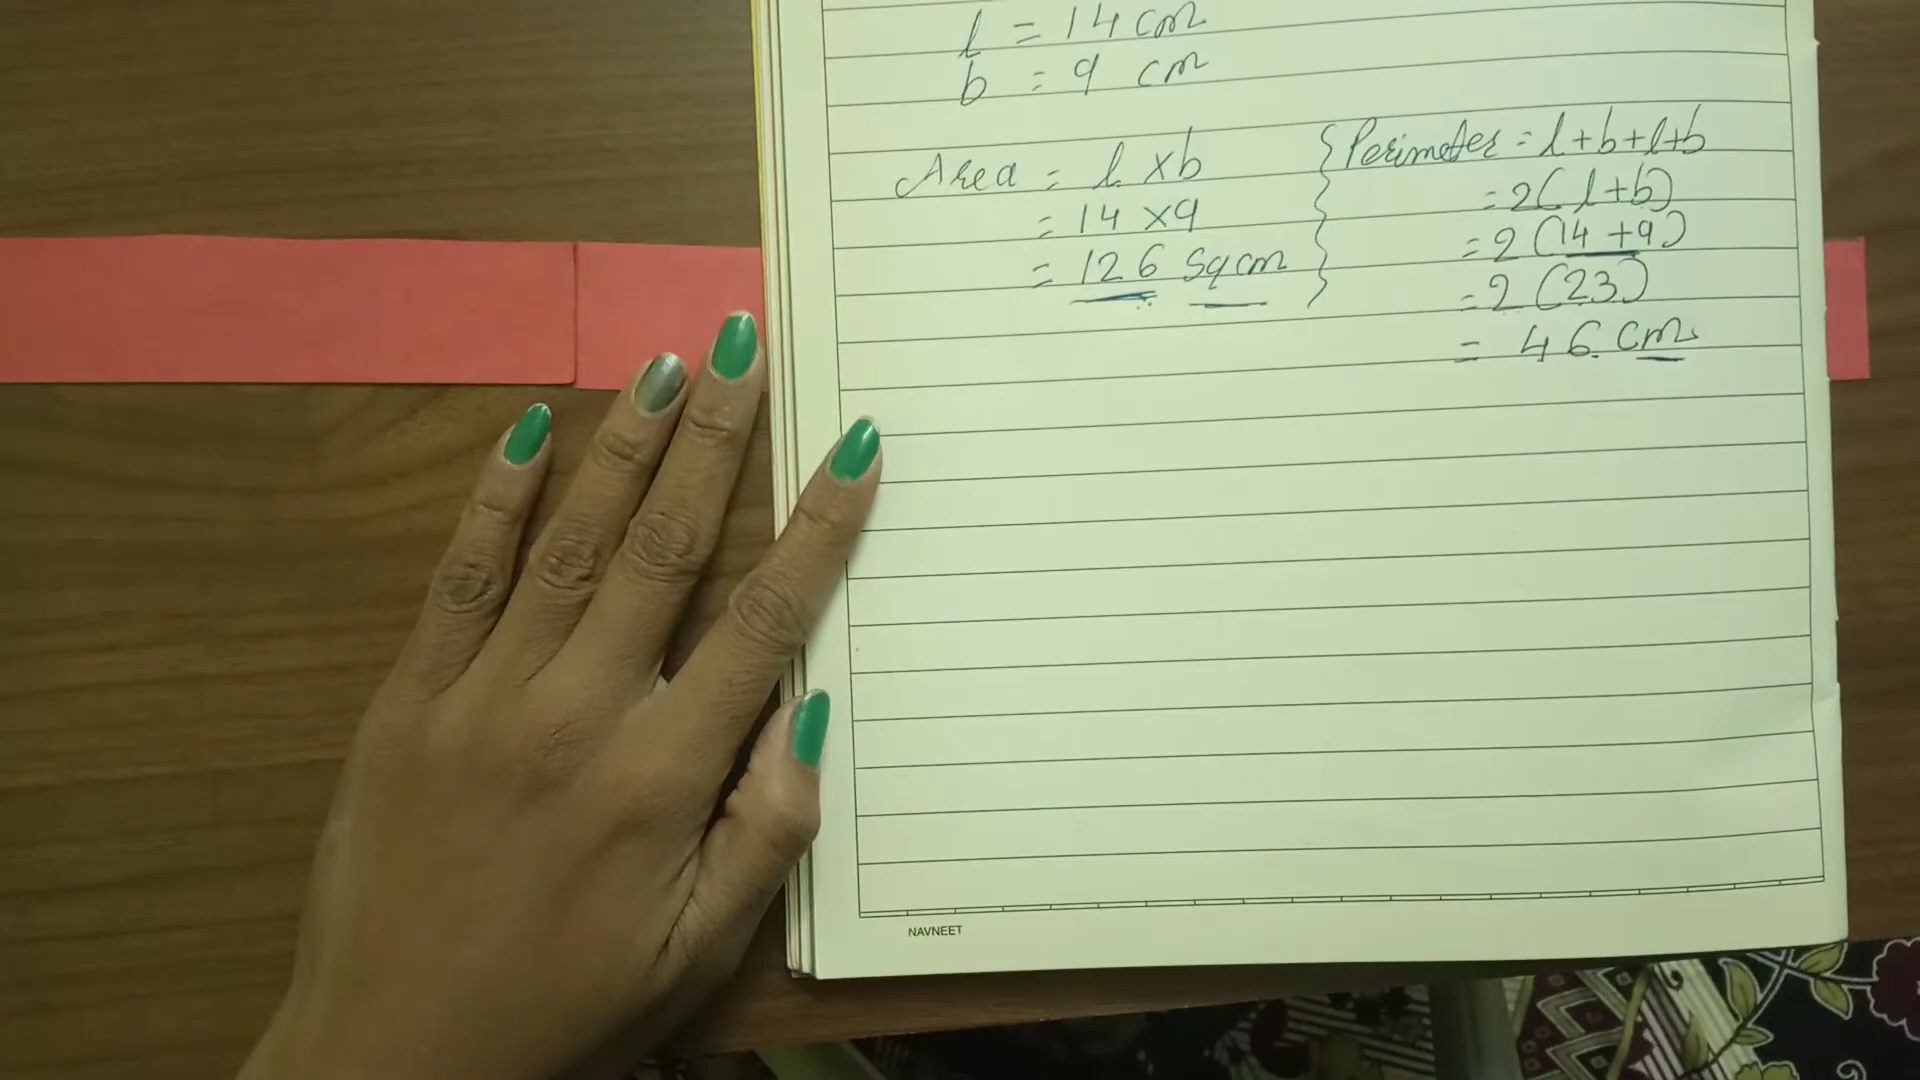 l = 14 cm
b = 9 cm
Area = l x b
= 14 x 9
= 126 sq cm
Perimeter = l+b+l+b
= 2(l+b)
= 2(14+9)
= 2(23)
= 46 cm
NAVNEET